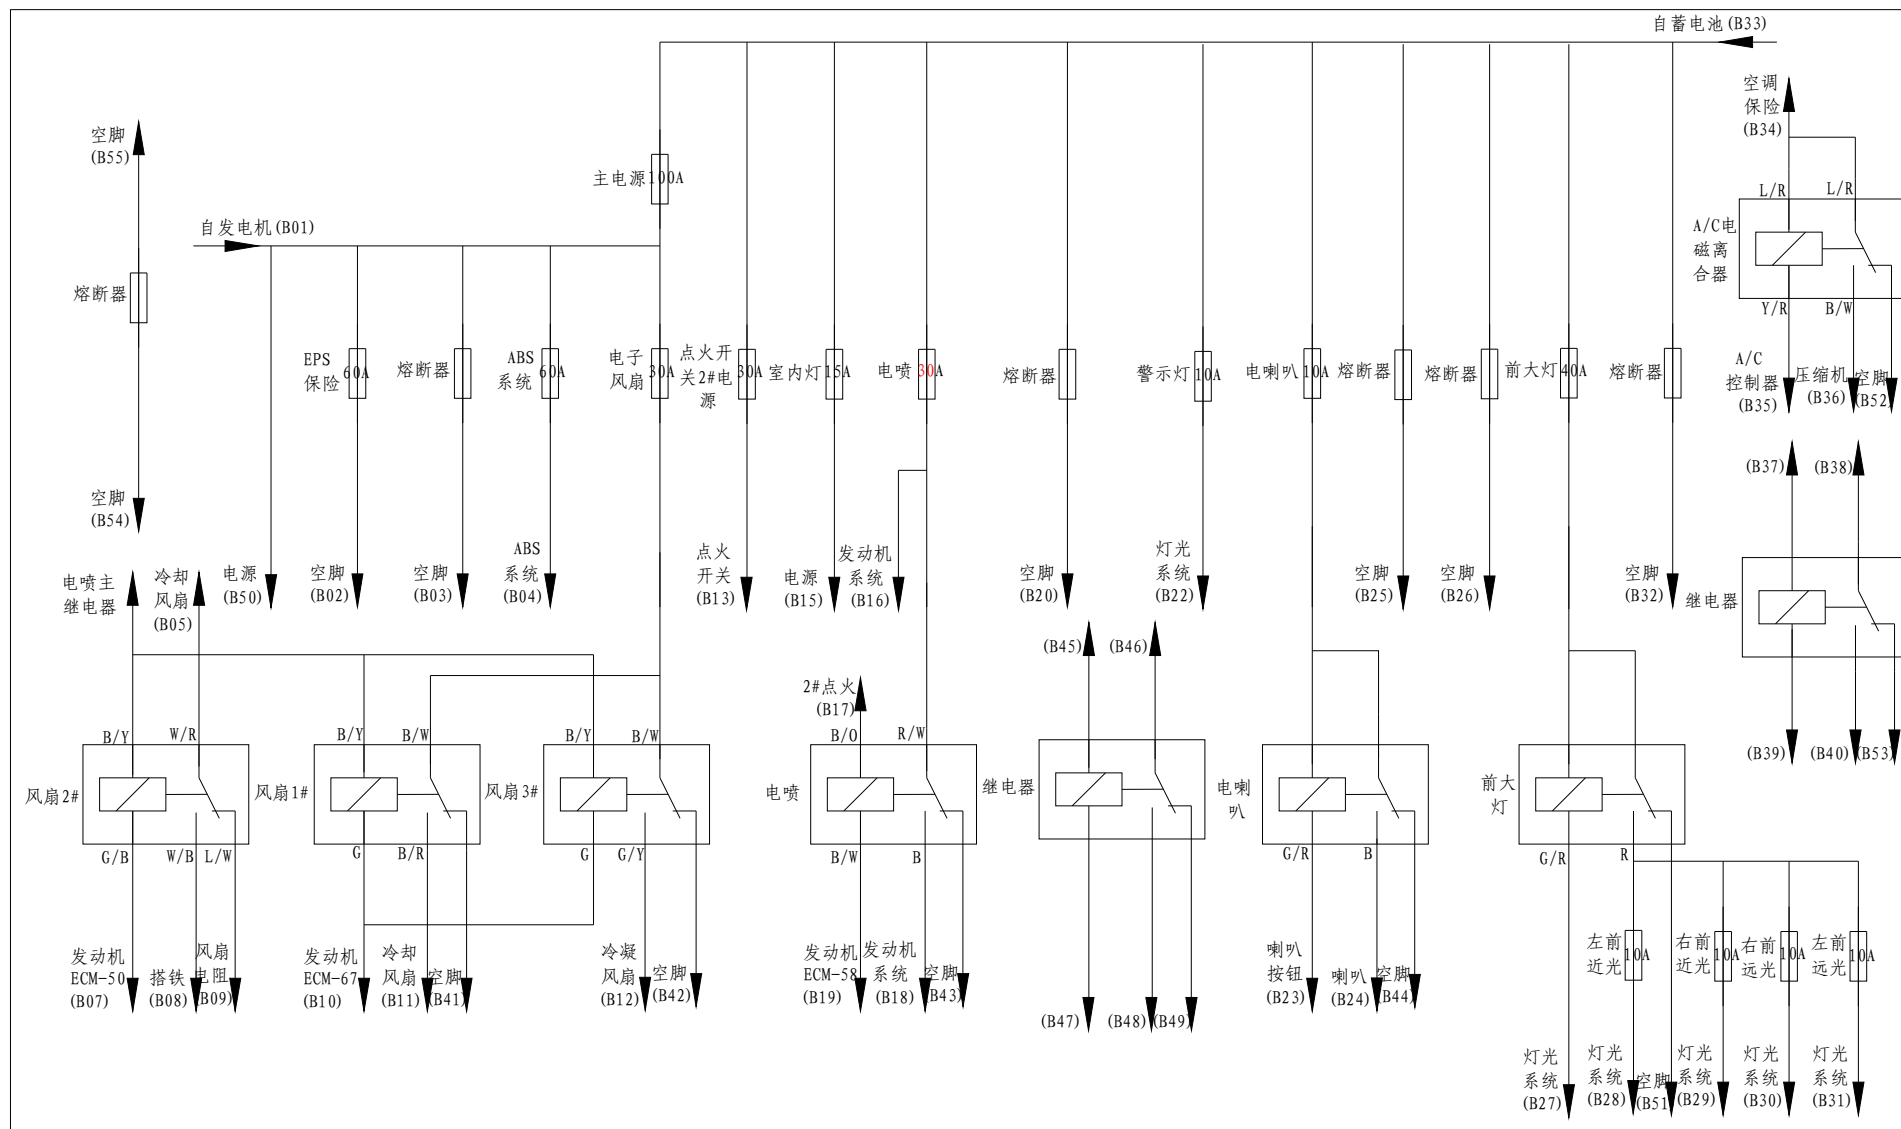 自蓄电池(B33)
空调
保险
(B34)
空脚
(B55)
主电源100A
L/R
L/R
自发电机(B01)
A/C电
磁离
合器
熔断器
Y/R
B/W
EPS
保险
60A
熔断器
ABS
系统
60A
电子
风扇
30A
点火开
关2#电
源
30A
室内灯15A
电喷30A
熔断器
警示灯10A
电喇叭10A
熔断器
熔断器
前大灯40A
熔断器
A/C
控制器
(B35)
压缩机
(B36)
空脚
(B52)
(B37)
(B38)
空脚
(B54)
电喷主
继电器
冷却
风扇
(B05)
电源
(B50)
空脚
(B02)
空脚
(B03)
ABS
系统
(B04)
点火
开关
(B13)
电源
(B15)
发动机
系统
(B16)
空脚
(B20)
灯光
系统
(B22)
空脚
(B25)
空脚
(B26)
空脚
(B32)
继电器
(B45)
(B46)
2#点火
(B17)
B/Y
W/R
B/Y
B/W
B/Y
B/W
B/O
R/W
(B39)
(B40)
(B53)
风扇2#
风扇1#
风扇3#
电喷
继电器
电喇
叭
前大
灯
G/B
W/B
L/W
G
B/R
G
G/Y
B/W
B
G/R
B
G/R
R
发动机
ECM-50
(B07)
搭铁
(B08)
风扇
电阻
(B09)
发动机
ECM-67
(B10)
冷却
风扇
(B11)
空脚
(B41)
冷凝
风扇
(B12)
空脚
(B42)
发动机
ECM-58
(B19)
发动机
系统
(B18)
空脚
(B43)
(B47)
(B48)
(B49)
喇叭
按钮
(B23)
喇叭
(B24)
空脚
(B44)
左前
近光
10A
右前
近光
10A
右前
远光
10A
左前
远光
10A
灯光
系统
(B27)
灯光
系统
(B28)
空脚
(B51
灯光
系统
(B29)
灯光
系统
(B30)
灯光
系统
(B31)